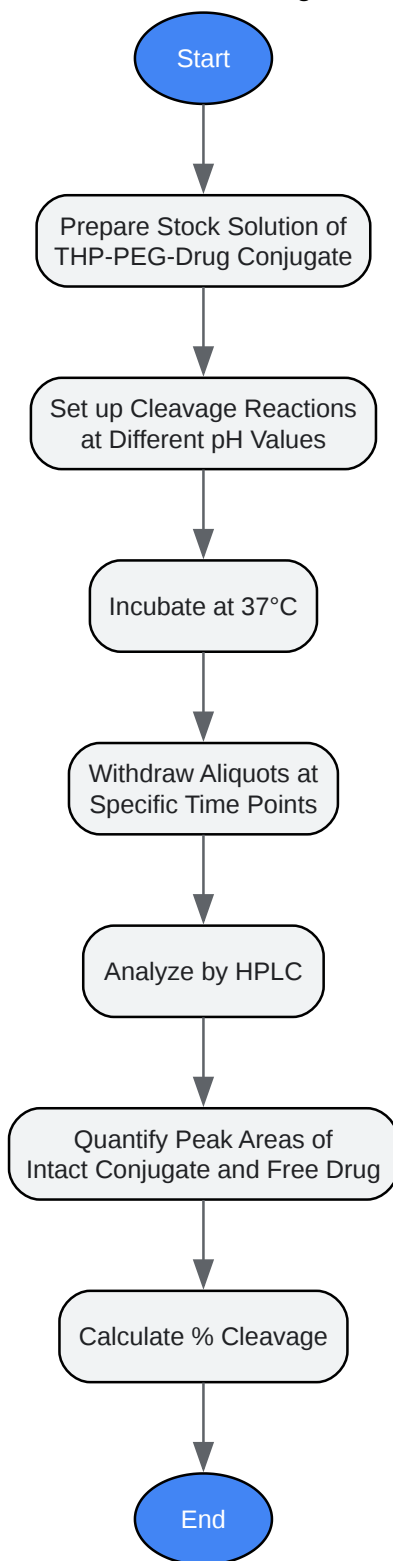 Start
Prepare Stock Solution of
THP-PEG-Drug Conjugate
Set up Cleavage Reactions
at Different pH Values
Incubate at 37°C
Withdraw Aliquots at
Specific Time Points
Analyze by HPLC
Quantify Peak Areas of
Intact Conjugate and Free Drug
Calculate % Cleavage
End